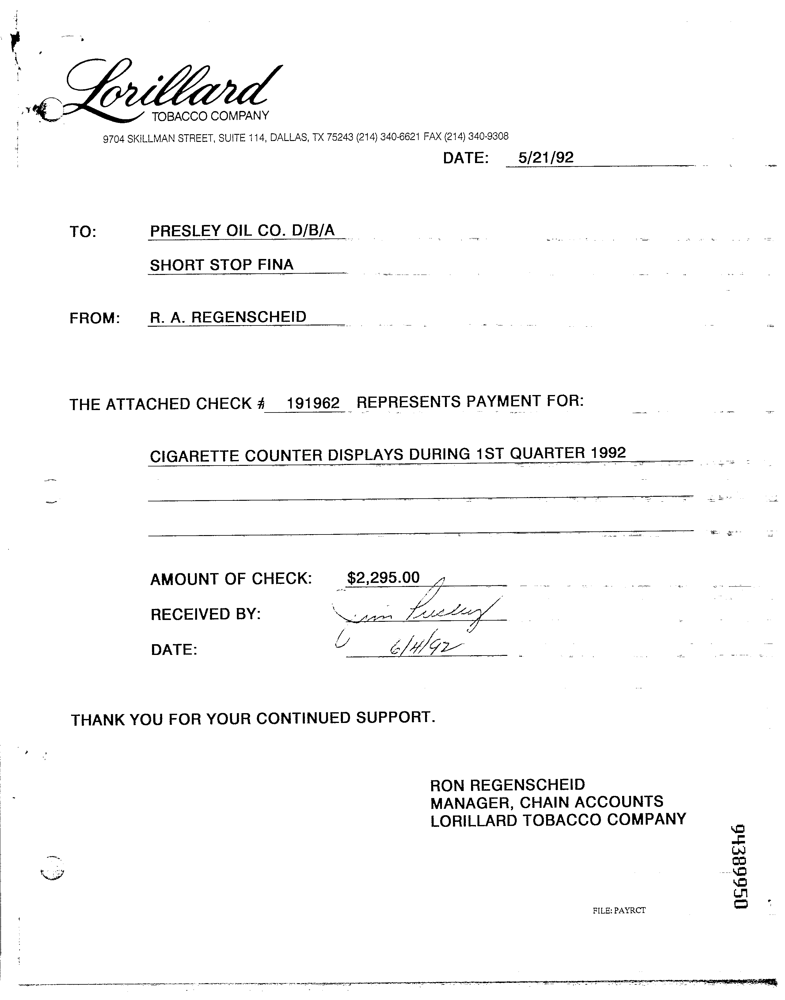 Lorillard
TOBACCO COMPANY
9704 SKILLMAN STREET, SUITE 114, DALLAS, TX 75243 (214) 340-6621 FAX (214) 340-9308
DATE: 5/21/92
TO: PRESLEY OIL CO. D/B/A
SHORT STOP FINA
FROM: R. A. REGENSCHEID
THE ATTACHED CHECK # 191962 REPRESENTS PAYMENT FOR:
CIGARETTE COUNTER DISPLAYS DURING 1ST QUARTER 1992
AMOUNT OF CHECK: $2,295.00
RECEIVED BY: Jim Presley
DATE: 6/4/92
THANK YOU FOR YOUR CONTINUED SUPPORT.
RON REGENSCHEID
MANAGER, CHAIN ACCOUNTS
LORILLARD TOBACCO COMPANY
94389950
FILE: PAYRCT